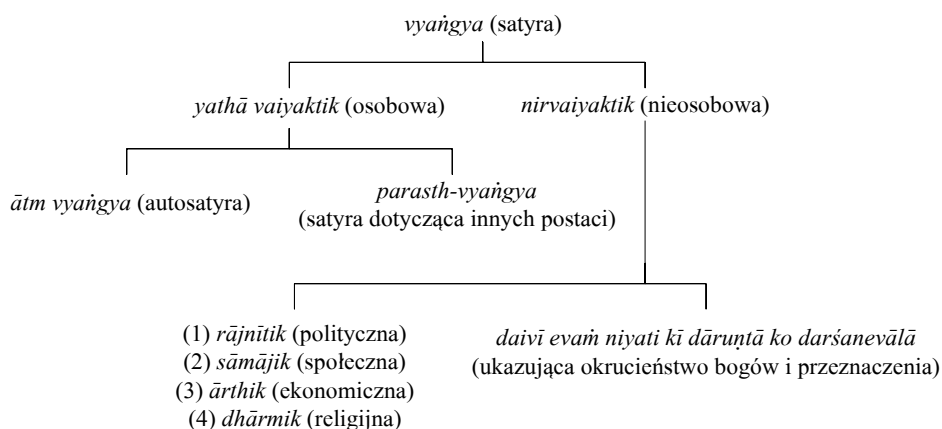 vyaṅgya (satyra)
yathā vaiyaktik (osobowa)
nirvaiyaktik (nieosobowa)
ātm vyaṅgya (autosatyra)
parasth-vyaṅgya
(satyra dotycząca innych postaci)
(1) rājnītik (polityczna)
(2) sāmājik (społeczna)
(3) ārthik (ekonomiczna)
(4) dhārmik (religijna)
daivī evaṁ niyati kī dāruṇtā ko darśanevālā
(ukazująca okrucieństwo bogów i przeznaczenia)